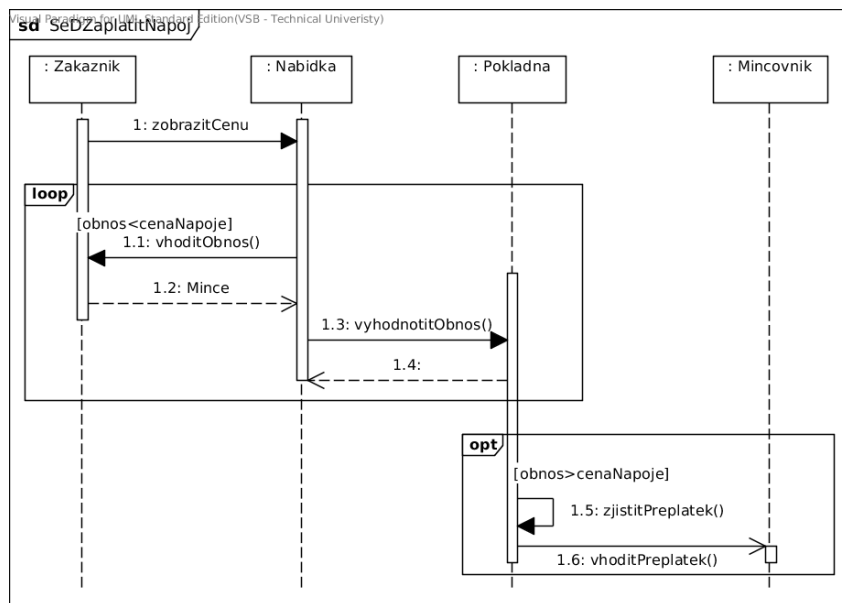 Visual Paradigm for UML Standard Edition(VSB - Technical Univeristy)
sd SeDZaplatitNapoj
: Zakaznik
: Nabidka
: Pokladna
: Mincovnik
1: zobrazitCenu
loop
[obnos<cenaNapoje]
1.1: vhoditObnos()
1.2: Mince
1.3: vyhodnotitObnos()
1.4:
opt
[obnos>cenaNapoje]
1.5: zjistitPreplatek()
1.6: vhoditPreplatek()